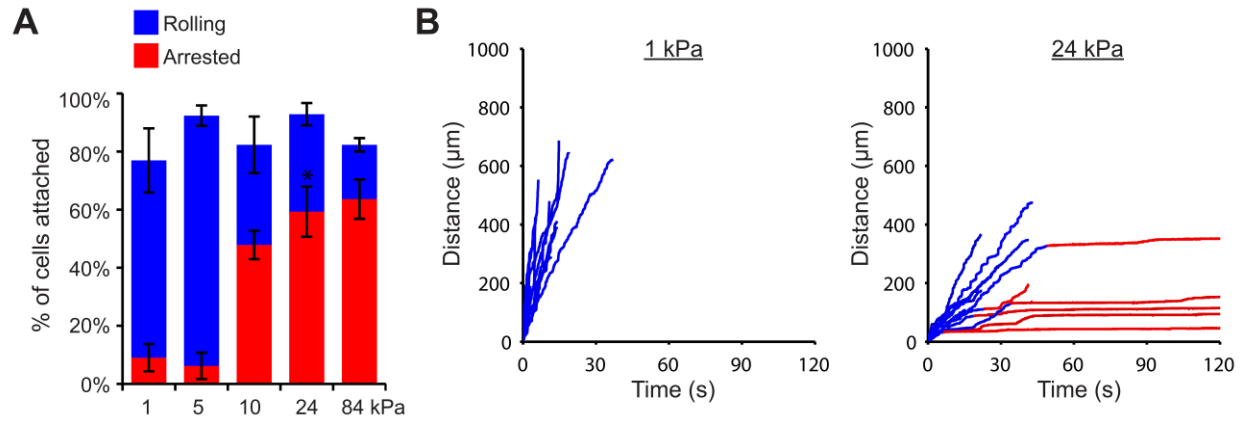 A
Rolling
Arrested
% of cells attached
100%
80%
60%
40%
20%
0%
*
1 5 10 24 84 kPa
B
1 kPa
Distance (µm)
1000
800
600
400
200
0
0 30 60 90 120
Time (s)
24 kPa
Distance (µm)
1000
800
600
400
200
0
0 30 60 90 120
Time (s)